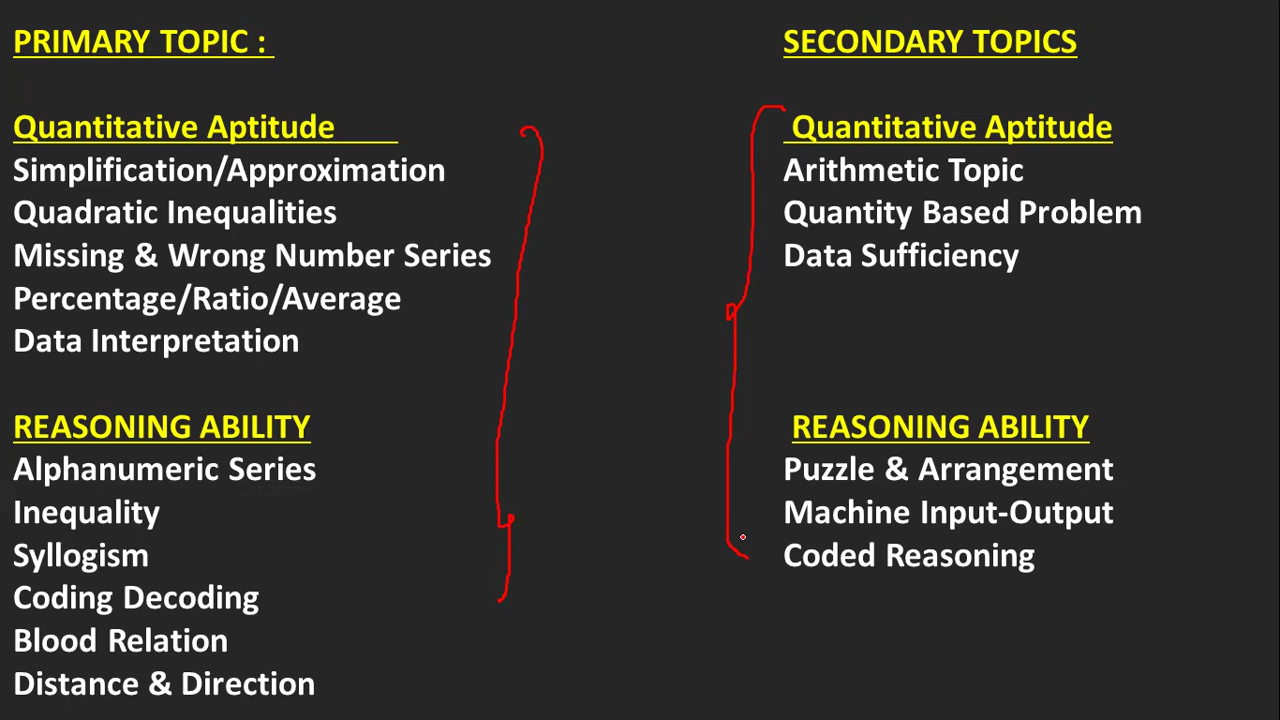 PRIMARY TOPIC :
Quantitative Aptitude
Simplification/Approximation
Quadratic Inequalities
Missing & Wrong Number Series
Percentage/Ratio/Average
Data Interpretation
REASONING ABILITY
Alphanumeric Series
Inequality
Syllogism
Coding Decoding
Blood Relation
Distance & Direction
SECONDARY TOPICS
Quantitative Aptitude
Arithmetic Topic
Quantity Based Problem
Data Sufficiency
REASONING ABILITY
Puzzle & Arrangement
Machine Input-Output
Coded Reasoning